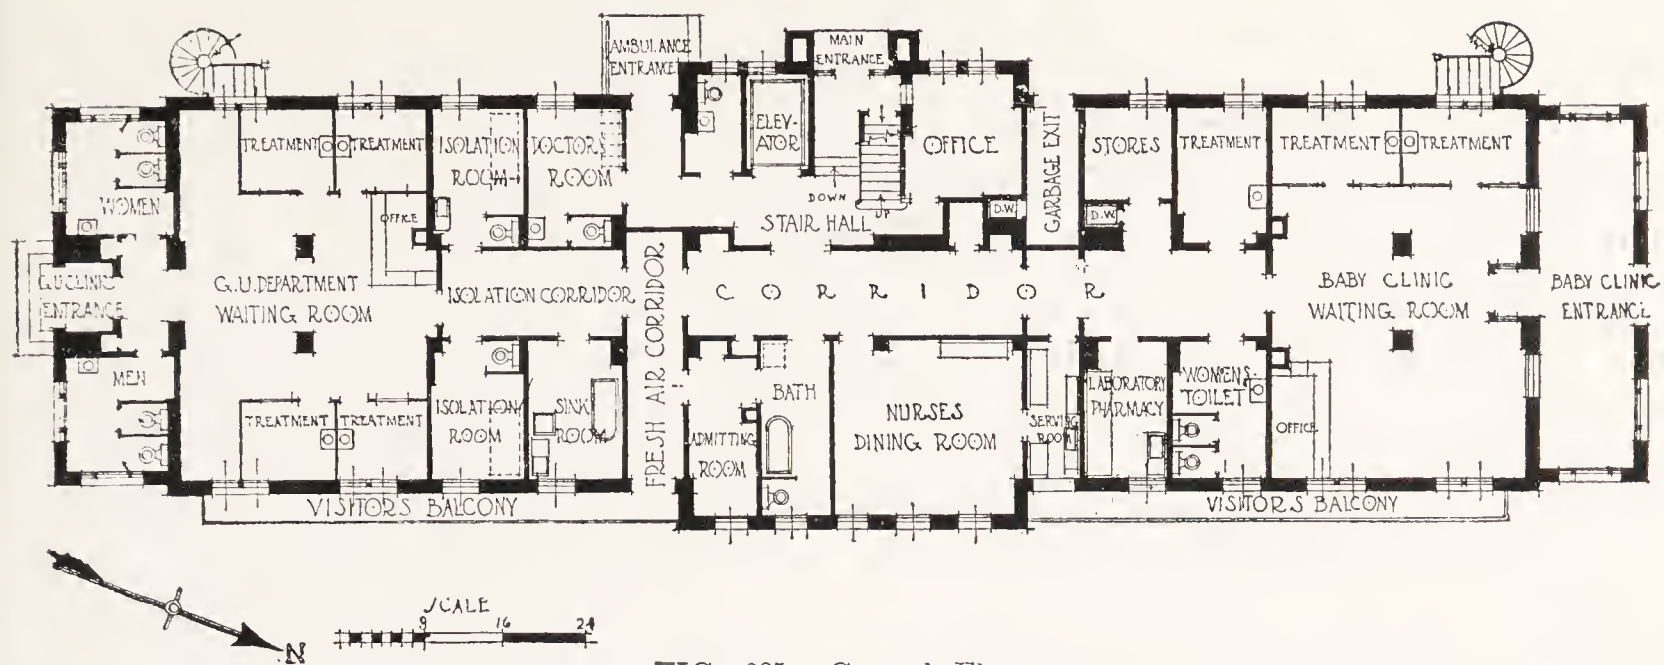 AMBULANCE
ENTRANCE
MAIN
ENTRANCE
TREATMENT
TREATMENT
ISOLATION
ROOM
DOCTORS
ROOM
ELEV-
ATOR
OFFICE
GARBAGE EXIT
STORES
TREATMENT
TREATMENT
TREATMENT
WOMEN
OFFICE
DOWN
UP
D.W.
D.W.
STAIR HALL
G.U. CLINIC
ENTRANCE
G.U. DEPARTMENT
WAITING ROOM
ISOLATION CORRIDOR
FRESH AIR CORRIDOR
CORRIDOR
BABY CLINIC
WAITING ROOM
BABY CLINIC
ENTRANCE
MEN
TREATMENT
TREATMENT
ISOLATION
ROOM
SINK
ROOM
ADMITTING
ROOM
BATH
NURSES
DINING ROOM
SERVING
ROOM
LABORATORY
PHARMACY
WOMENS
TOILET
OFFICE
VISITORS BALCONY
VISITORS BALCONY
N
SCALE
8 16 24